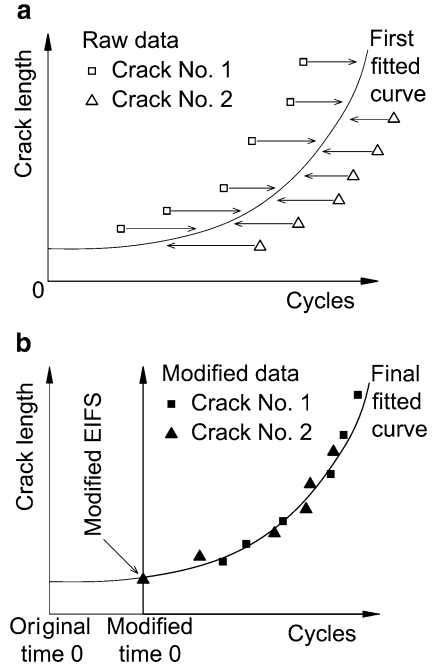 a
Raw data
Crack No. 1
Crack No. 2
First
fitted
curve
Crack length
0
Cycles
b
Modified data
Crack No. 1
Crack No. 2
Final
fitted
curve
Crack length
Modified EIFS
Original
time 0
Modified
time 0
Cycles